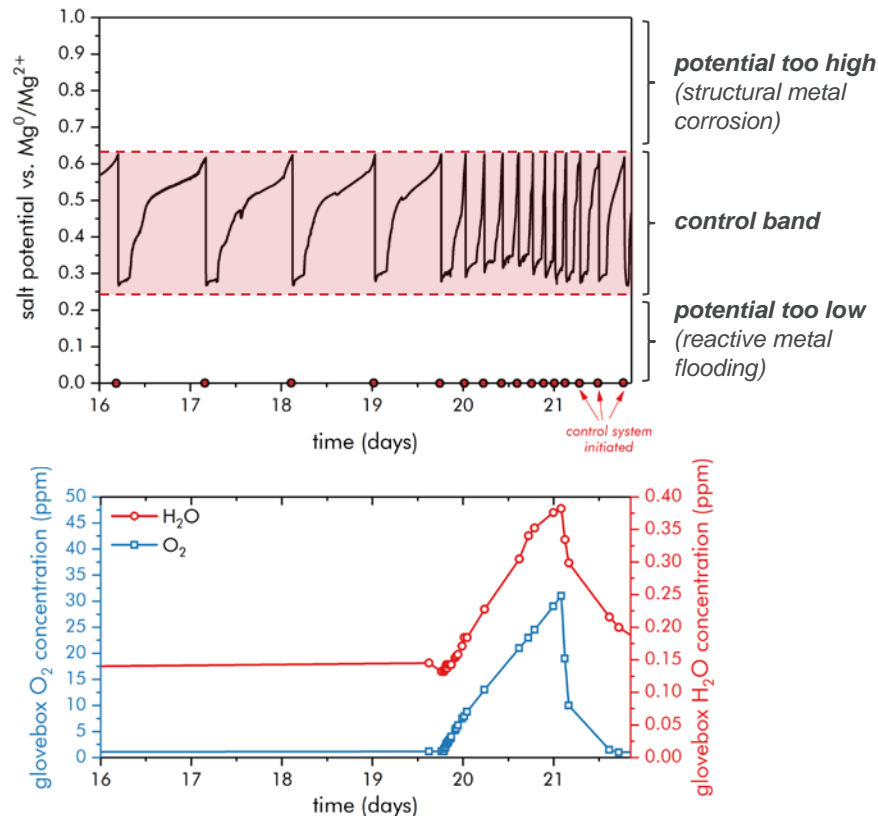 salt potential vs. Mg⁰/Mg²⁺
1.0
0.9
0.8
0.7
0.6
0.5
0.4
0.3
0.2
0.1
0.0
16
17
18
19
20
21
time (days)
potential too high
(structural metal
corrosion)
control band
potential too low
(reactive metal
flooding)
control system
initiated
glovebox O₂ concentration (ppm)
50
45
40
35
30
25
20
15
10
5
0
H₂O
O₂
16
17
18
19
20
21
time (days)
0.40
0.35
0.30
0.25
0.20
0.15
0.10
0.05
0.00
glovebox H₂O concentration (ppm)